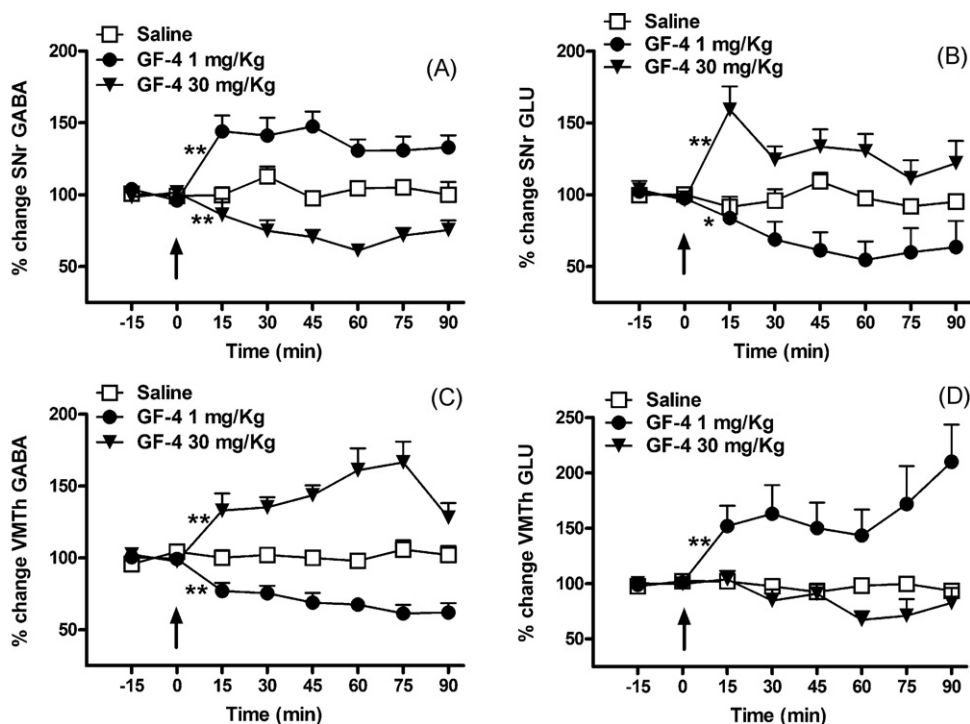 Saline
GF-4 1 mg/Kg
GF-4 30 mg/Kg
(A)
% change SNr GABA
200
150
100
50
**
**
-15 0 15 30 45 60 75 90
Time (min)
Saline
GF-4 1 mg/Kg
GF-4 30 mg/Kg
(B)
% change SNr GLU
200
150
100
50
**
*
-15 0 15 30 45 60 75 90
Time (min)
Saline
GF-4 1 mg/Kg
GF-4 30 mg/Kg
(C)
% change VMTh GABA
200
150
100
50
**
**
-15 0 15 30 45 60 75 90
Time (min)
Saline
GF-4 1 mg/Kg
GF-4 30 mg/Kg
(D)
% change VMTh GLU
250
200
150
100
50
**
-15 0 15 30 45 60 75 90
Time (min)